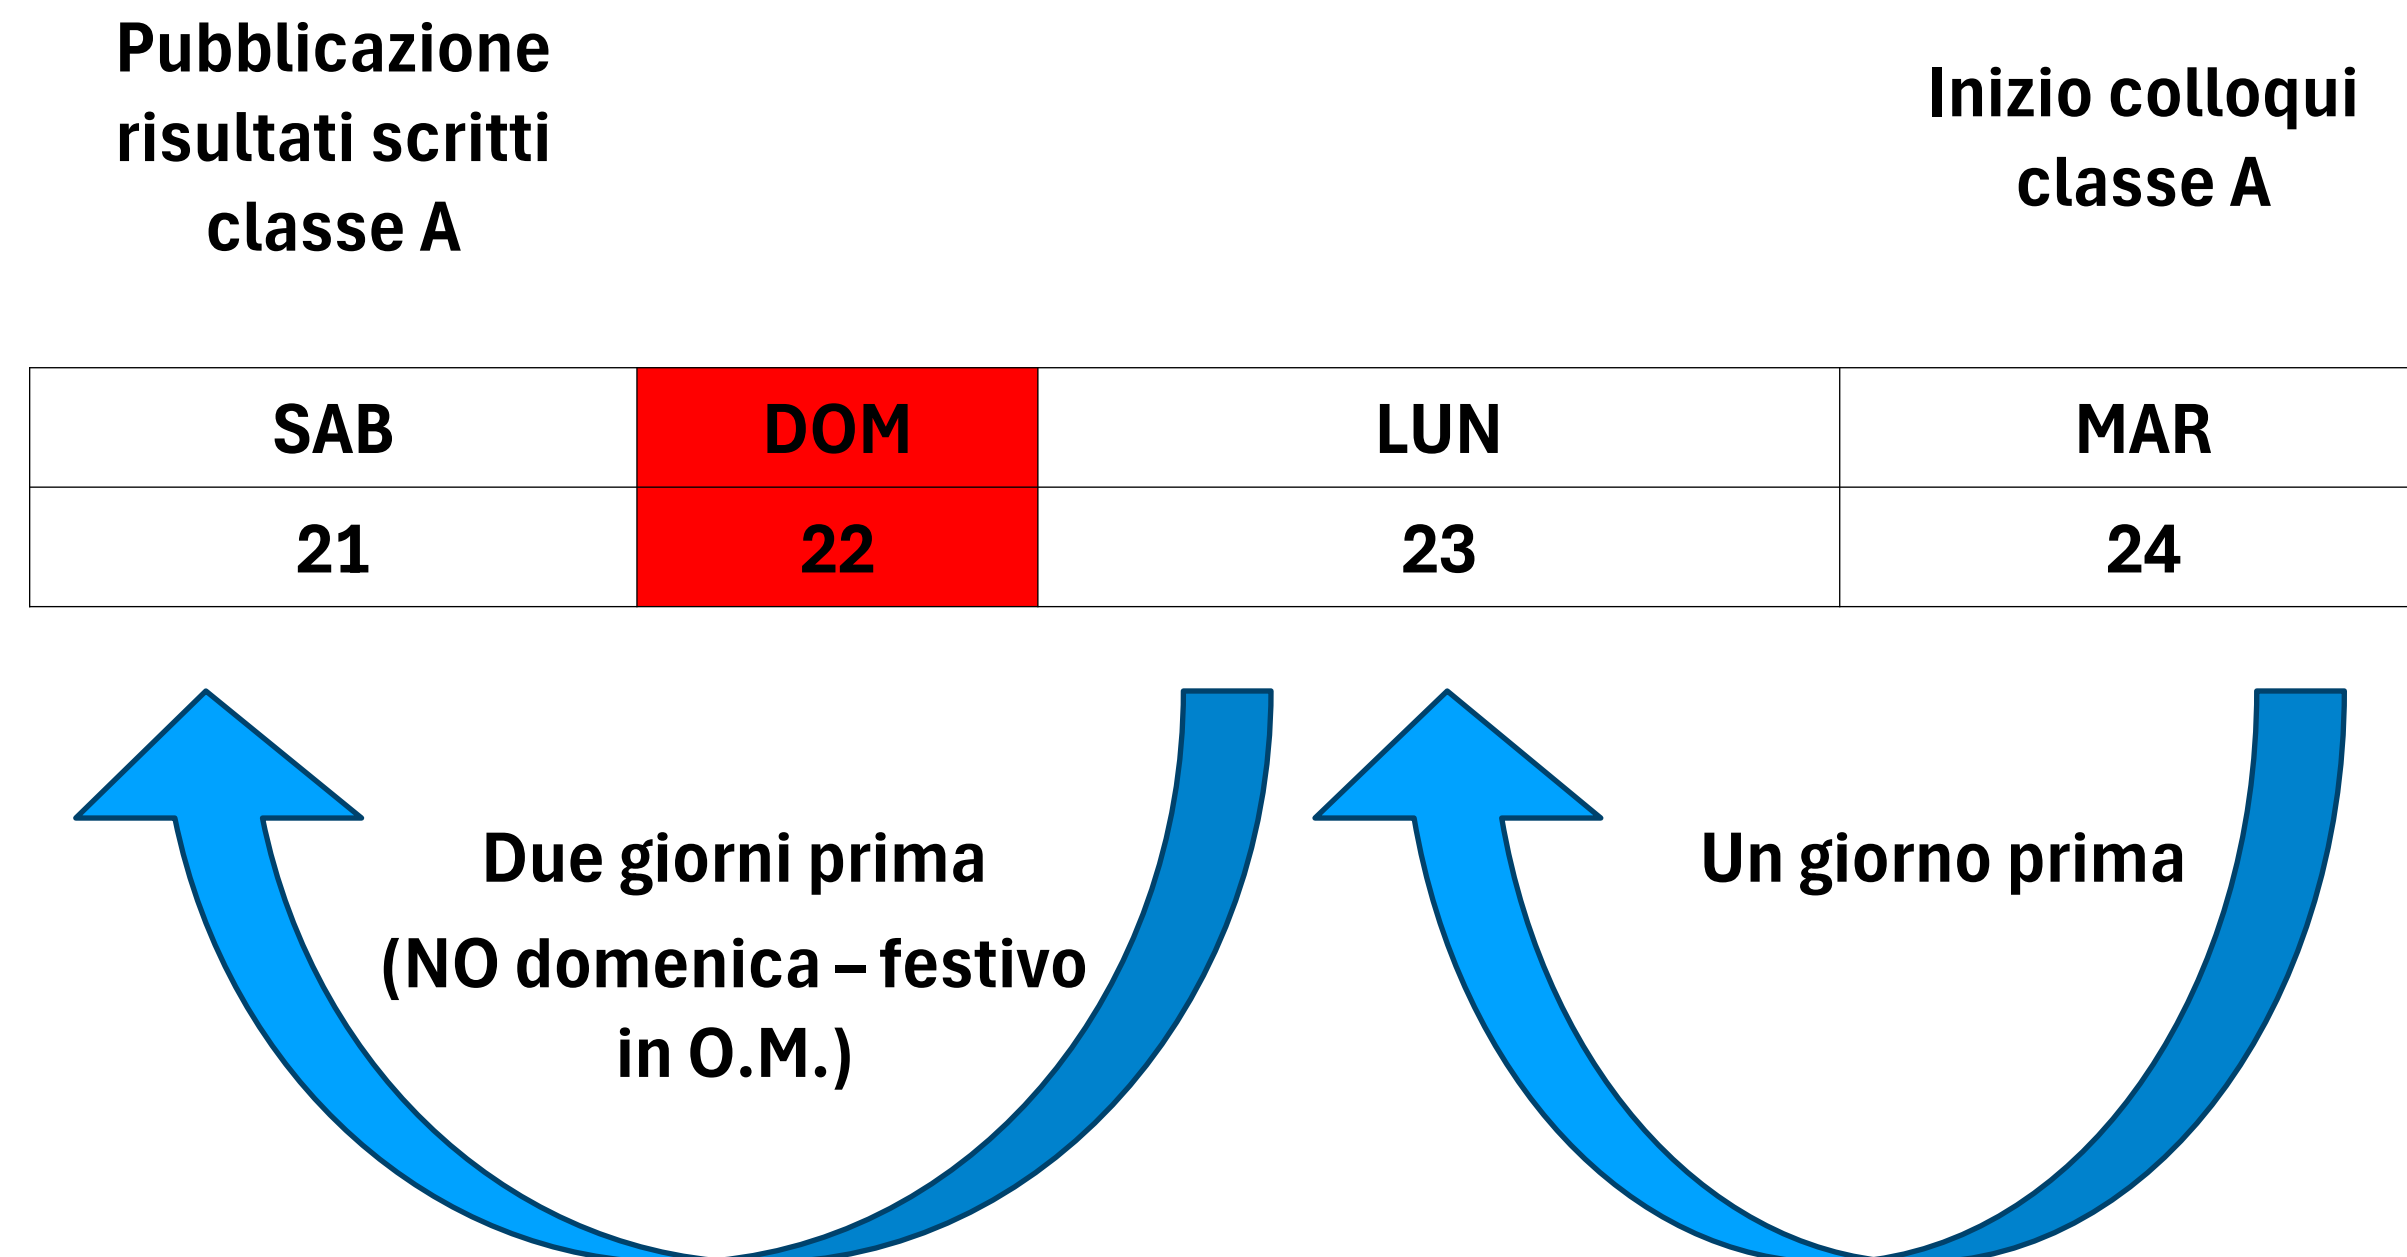 Pubblicazione
risultati scritti
classe A
Inizio colloqui
classe A
SAB DOM LUN MAR
21 22 23 24
Due giorni prima
(NO domenica – festivo
in O.M.)
Un giorno prima